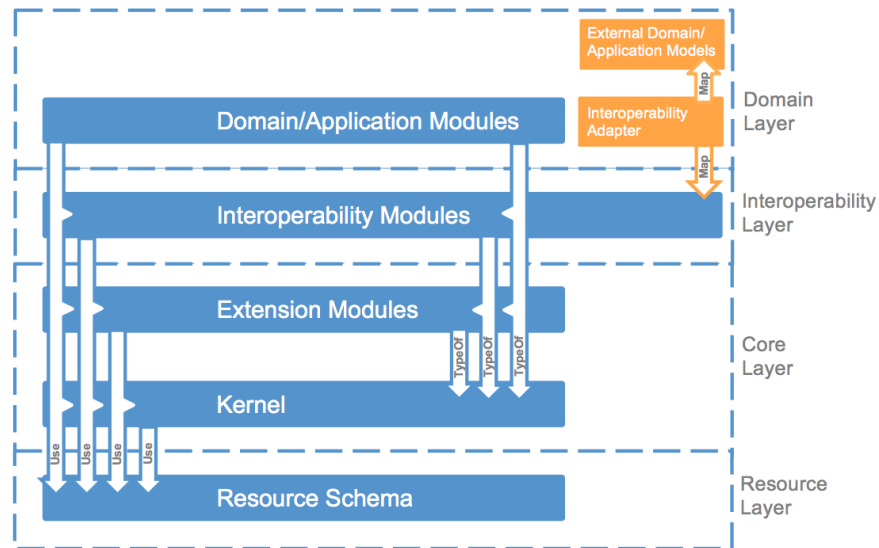 External Domain/
Application Models
Map
Domain/Application Modules
Interoperability
Adapter
Domain
Layer
Map
Interoperability Modules
Interoperability
Layer
Extension Modules
TypeOf
TypeOf
TypeOf
Core
Layer
Kernel
Use
Use
Use
Use
Resource Schema
Resource
Layer